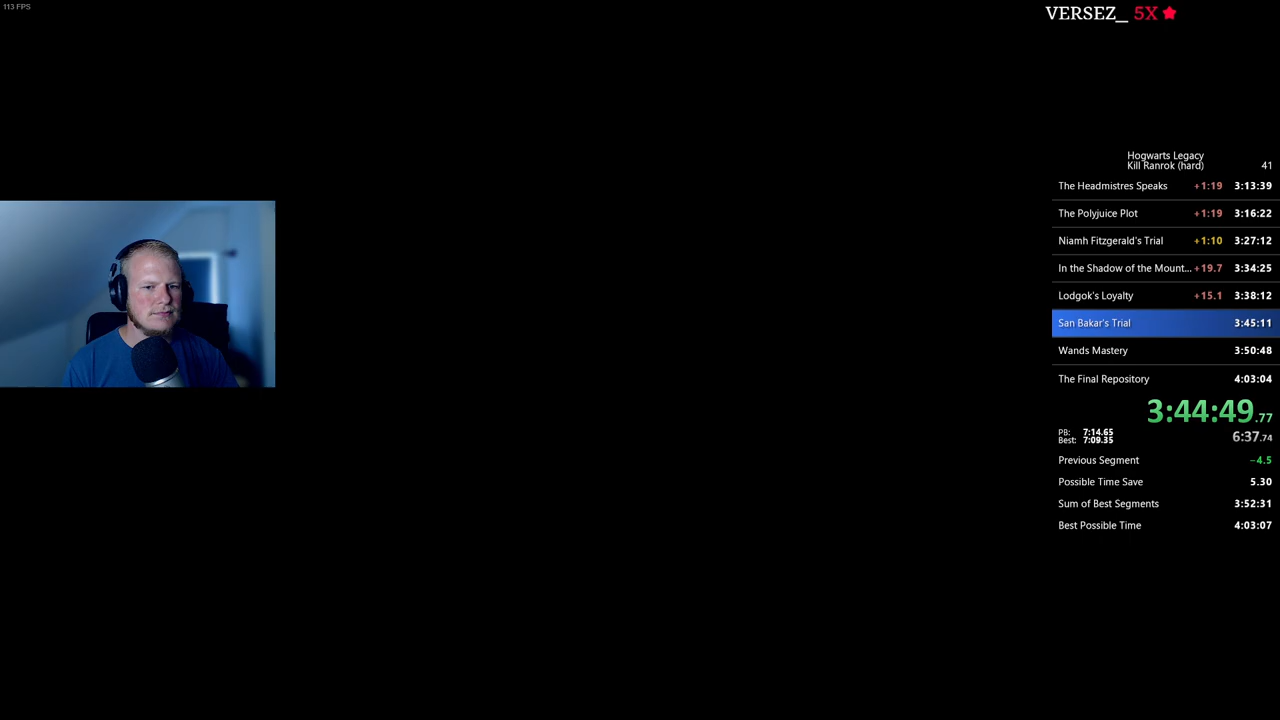 113 FPS
VERSEZ_ 5X
Hogwarts Legacy
Kill Ranrok (hard) 41
The Headmistres Speaks +1:19 3:13:39
The Polyjuice Plot +1:19 3:16:22
Niamh Fitzgerald's Trial +1:10 3:27:12
In the Shadow of the Mount... +19.7 3:34:25
Lodgok's Loyalty +15.1 3:38:12
San Bakar's Trial 3:45:11
Wands Mastery 3:50:48
The Final Repository 4:03:04
3:44:49.77
PB: 7:14.65
Best: 7:09.35 6:37.74
Previous Segment −4.5
Possible Time Save 5.30
Sum of Best Segments 3:52:31
Best Possible Time 4:03:07